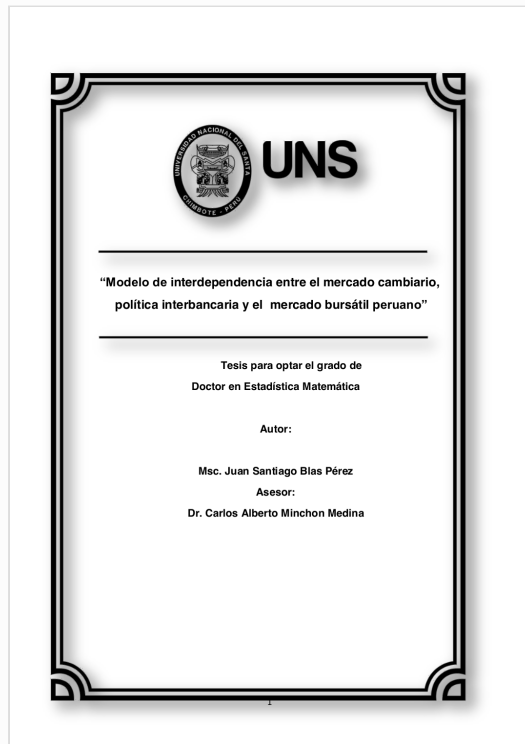 UNIVERSIDAD NACIONAL DEL SANTA
CHIMBOTE - PERU
UNS
“Modelo de interdependencia entre el mercado cambiario,
política interbancaria y el mercado bursátil peruano”
Tesis para optar el grado de
Doctor en Estadística Matemática
Autor:
Msc. Juan Santiago Blas Pérez
Asesor:
Dr. Carlos Alberto Minchon Medina
1